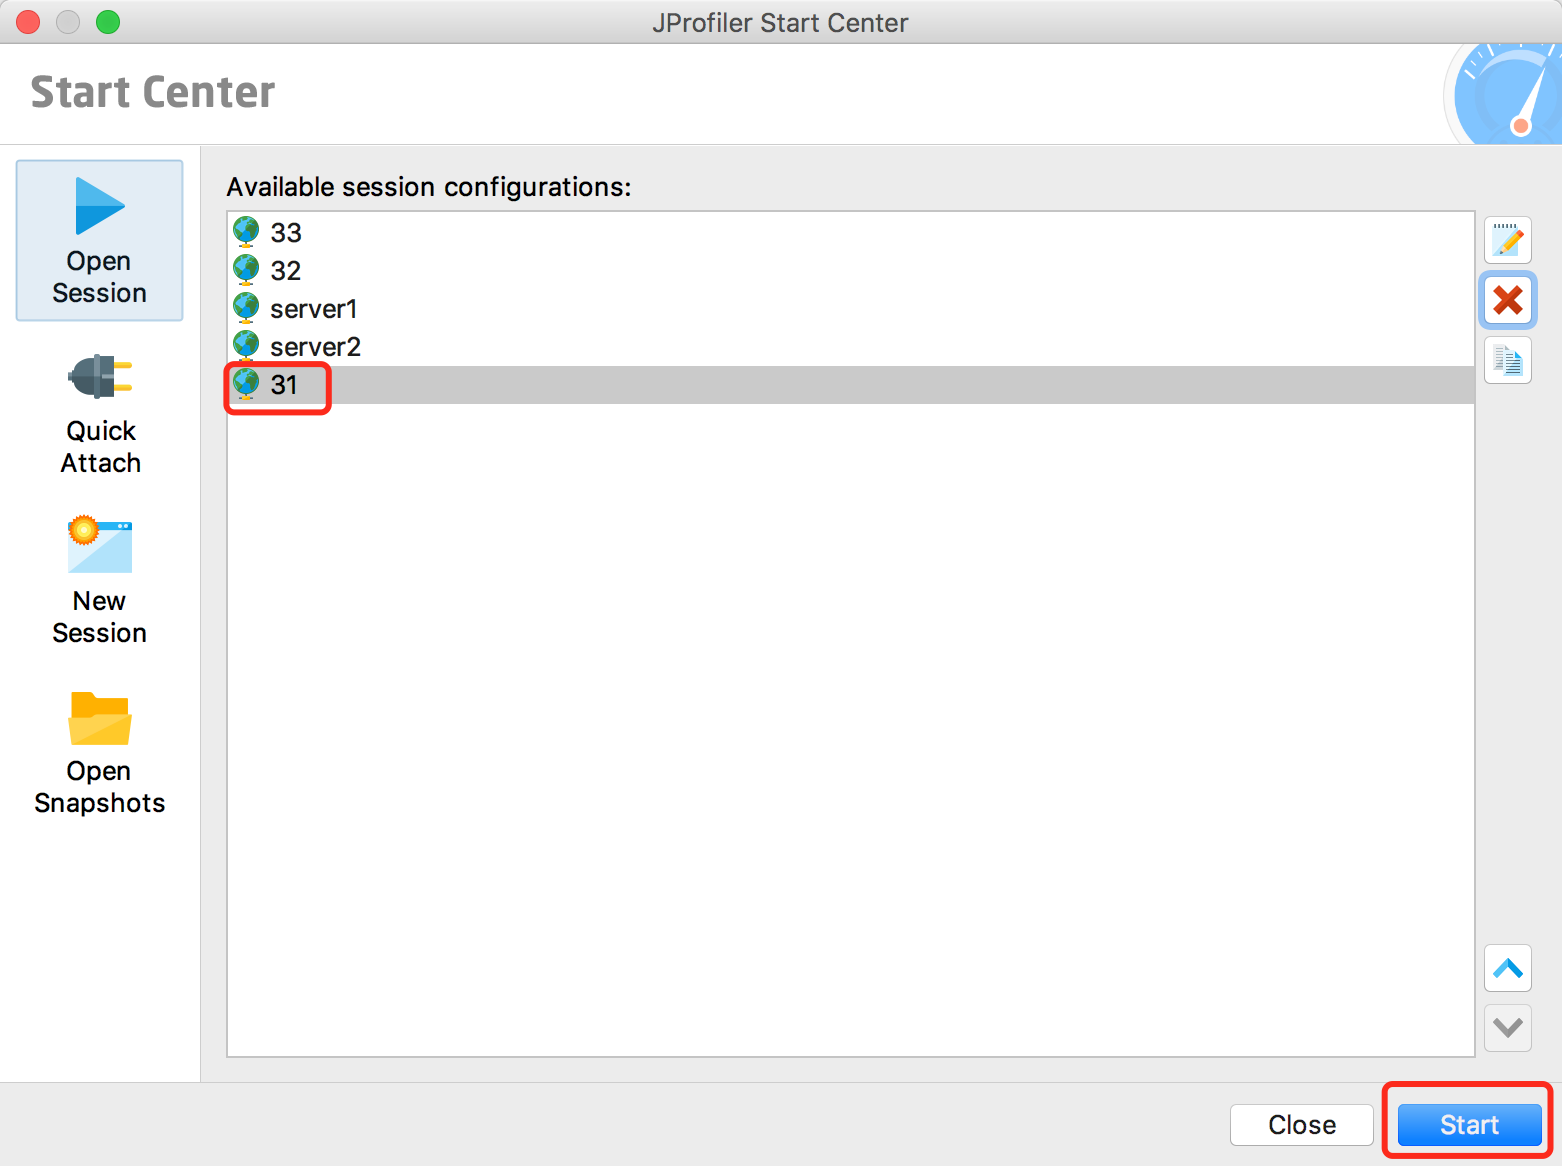 JProfiler Start Center
Start Center
Open
Session
Quick
Attach
New
Session
Open
Snapshots
Available session configurations:
33
32
server1
server2
31
Close
Start